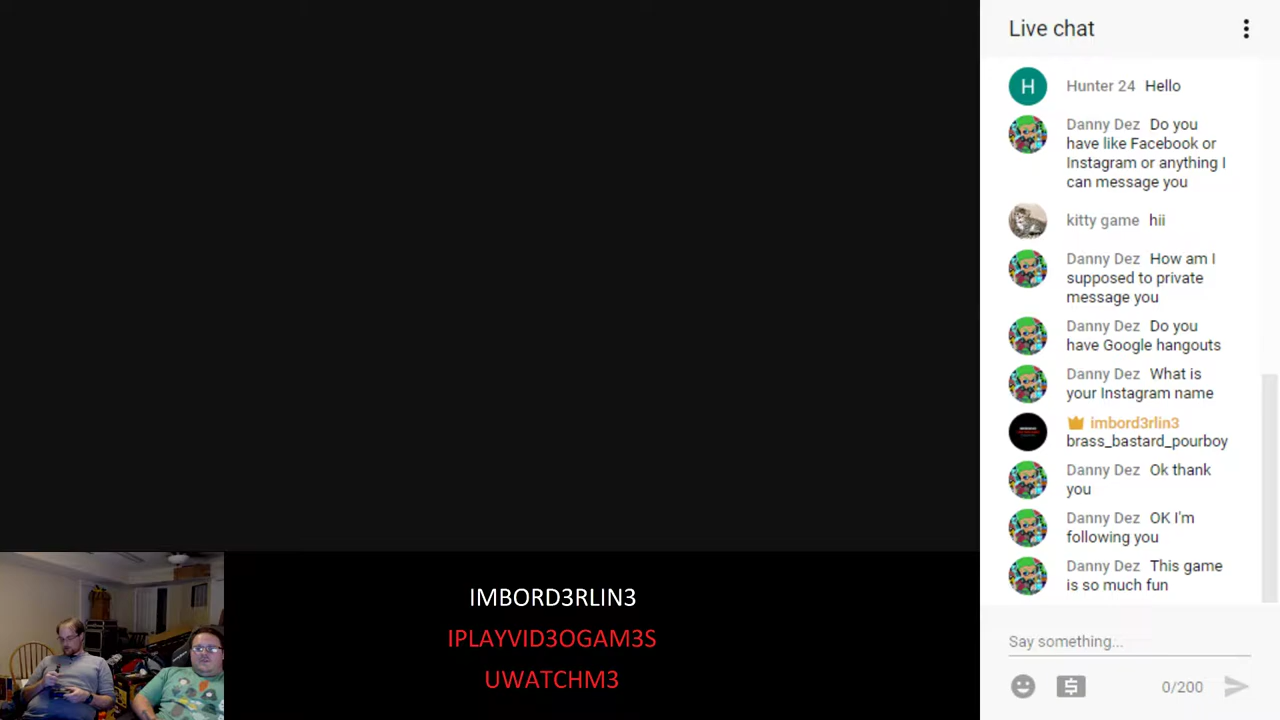 Live chat
H Hunter 24 Hello
Danny Dez Do you
have like Facebook or
Instagram or anything I
can message you
kitty game hii
Danny Dez How am I
supposed to private
message you
Danny Dez Do you
have Google hangouts
Danny Dez What is
your Instagram name
imbord3rlin3
brass_bastard_pourboy
Danny Dez Ok thank
you
Danny Dez OK I'm
following you
Danny Dez This game
is so much fun
Say something...
0/200
IMBORD3RLIN3
IPLAYVID3OGAM3S
UWATCHM3